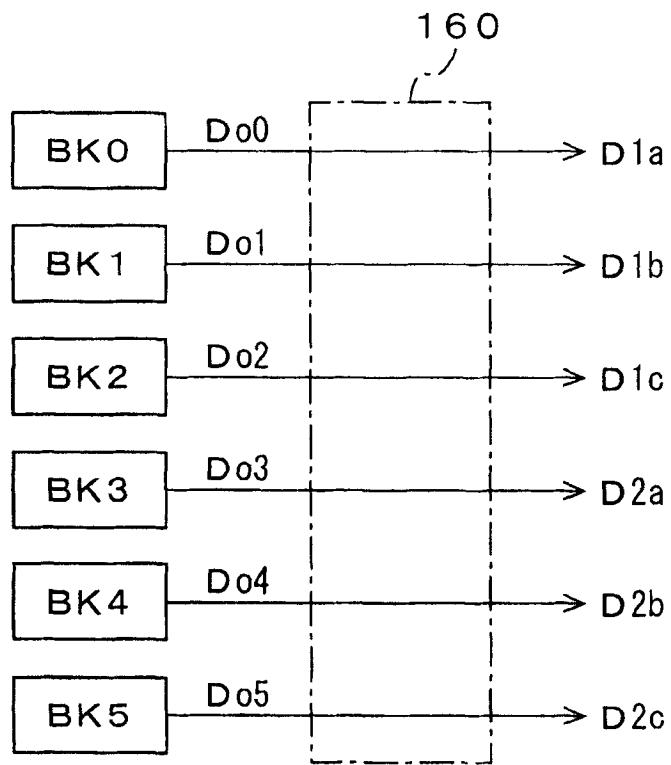 160
BK0 Do0 D1a
BK1 Do1 D1b
BK2 Do2 D1c
BK3 Do3 D2a
BK4 Do4 D2b
BK5 Do5 D2c